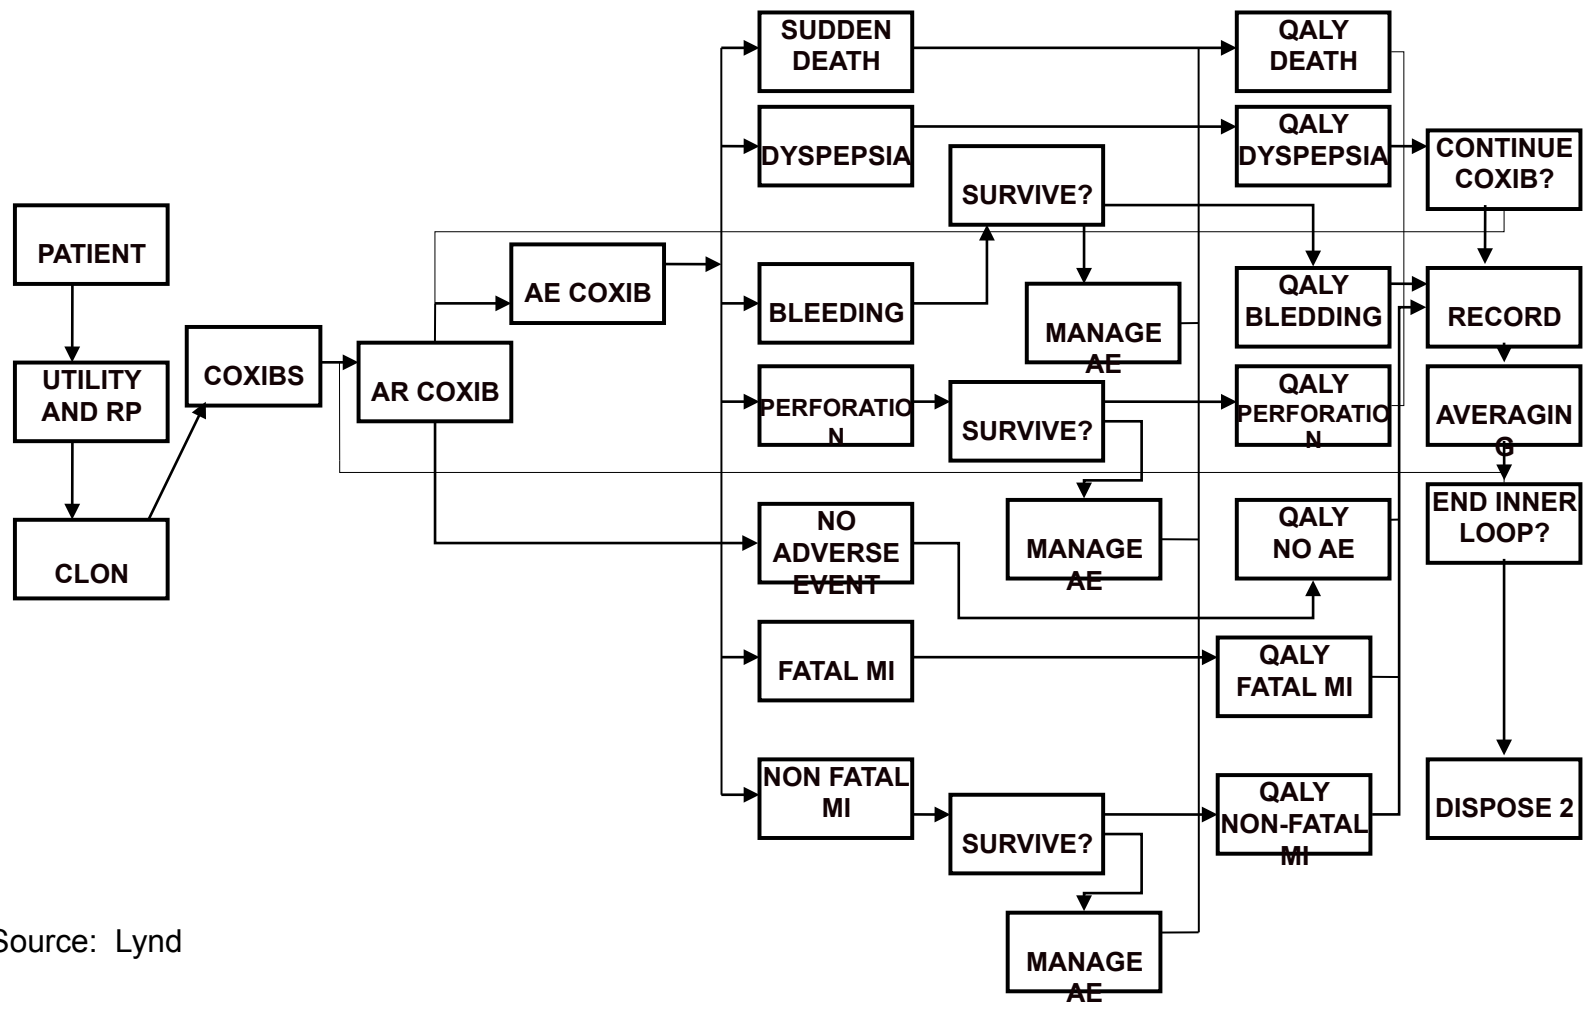 PATIENT
UTILITY
AND RP
CLON
COXIBS
AR COXIB
AE COXIB
SUDDEN
DEATH
DYSPEPSIA
BLEEDING
PERFORATIO
N
NO
ADVERSE
EVENT
FATAL MI
NON FATAL
MI
SURVIVE?
MANAGE
AE
SURVIVE?
MANAGE
AE
SURVIVE?
MANAGE
AE
QALY
DEATH
QALY
DYSPEPSIA
QALY
BLEDDING
QALY
PERFORATIO
N
QALY
NO AE
QALY
FATAL MI
QALY
NON-FATAL
MI
CONTINUE
COXIB?
RECORD
AVERAGIN
G
END INNER
LOOP?
DISPOSE 2
Source: Lynd